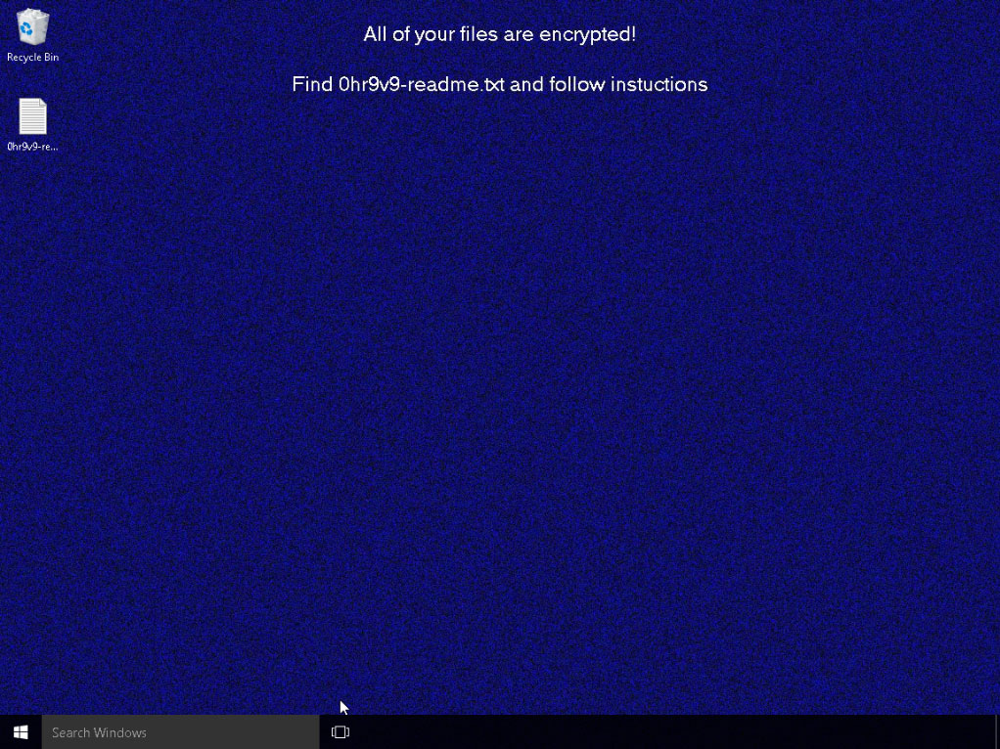 All of your files are encrypted!
Find 0hr9v9-readme.txt and follow instuctions
Recycle Bin
0hr9v9-re...
Search Windows